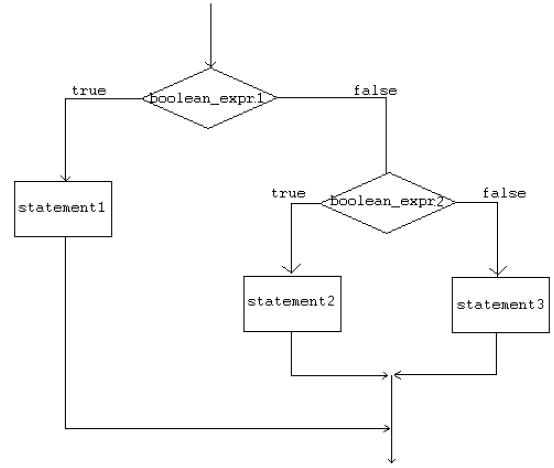 true
boolean_expr1
false
statement1
true
boolean_expr2
false
statement2
statement3